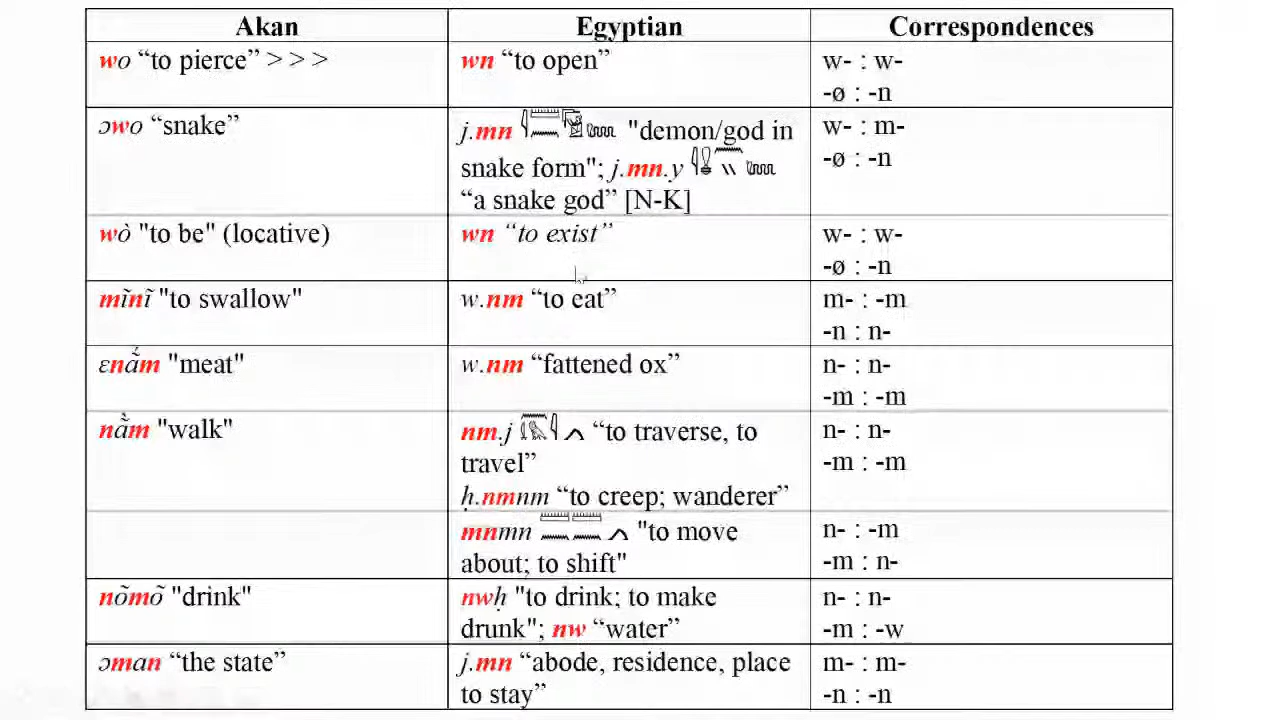 Akan Egyptian Correspondences
wo “to pierce” > > > wn “to open” w- : w-
-ø : -n
ɔwo “snake” j.mn "demon/god in w- : m-
snake form"; j.mn.y -ø : -n
“a snake god” [N-K]
wò "to be" (locative) wn “to exist” w- : w-
-ø : -n
mĩnĩ "to swallow" w.nm “to eat” m- : -m
-n : n-
ɛnã́m "meat" w.nm “fattened ox” n- : n-
-m : -m
nã̀m "walk" nm.j “to traverse, to n- : n-
travel” -m : -m
ḥ.nmnm “to creep; wanderer”
mnmn "to move n- : -m
about; to shift" -m : n-
nõmõ "drink" nwḥ "to drink; to make n- : n-
drunk"; nw “water” -m : -w
ɔman “the state” j.mn “abode, residence, place m- : m-
to stay” -n : -n